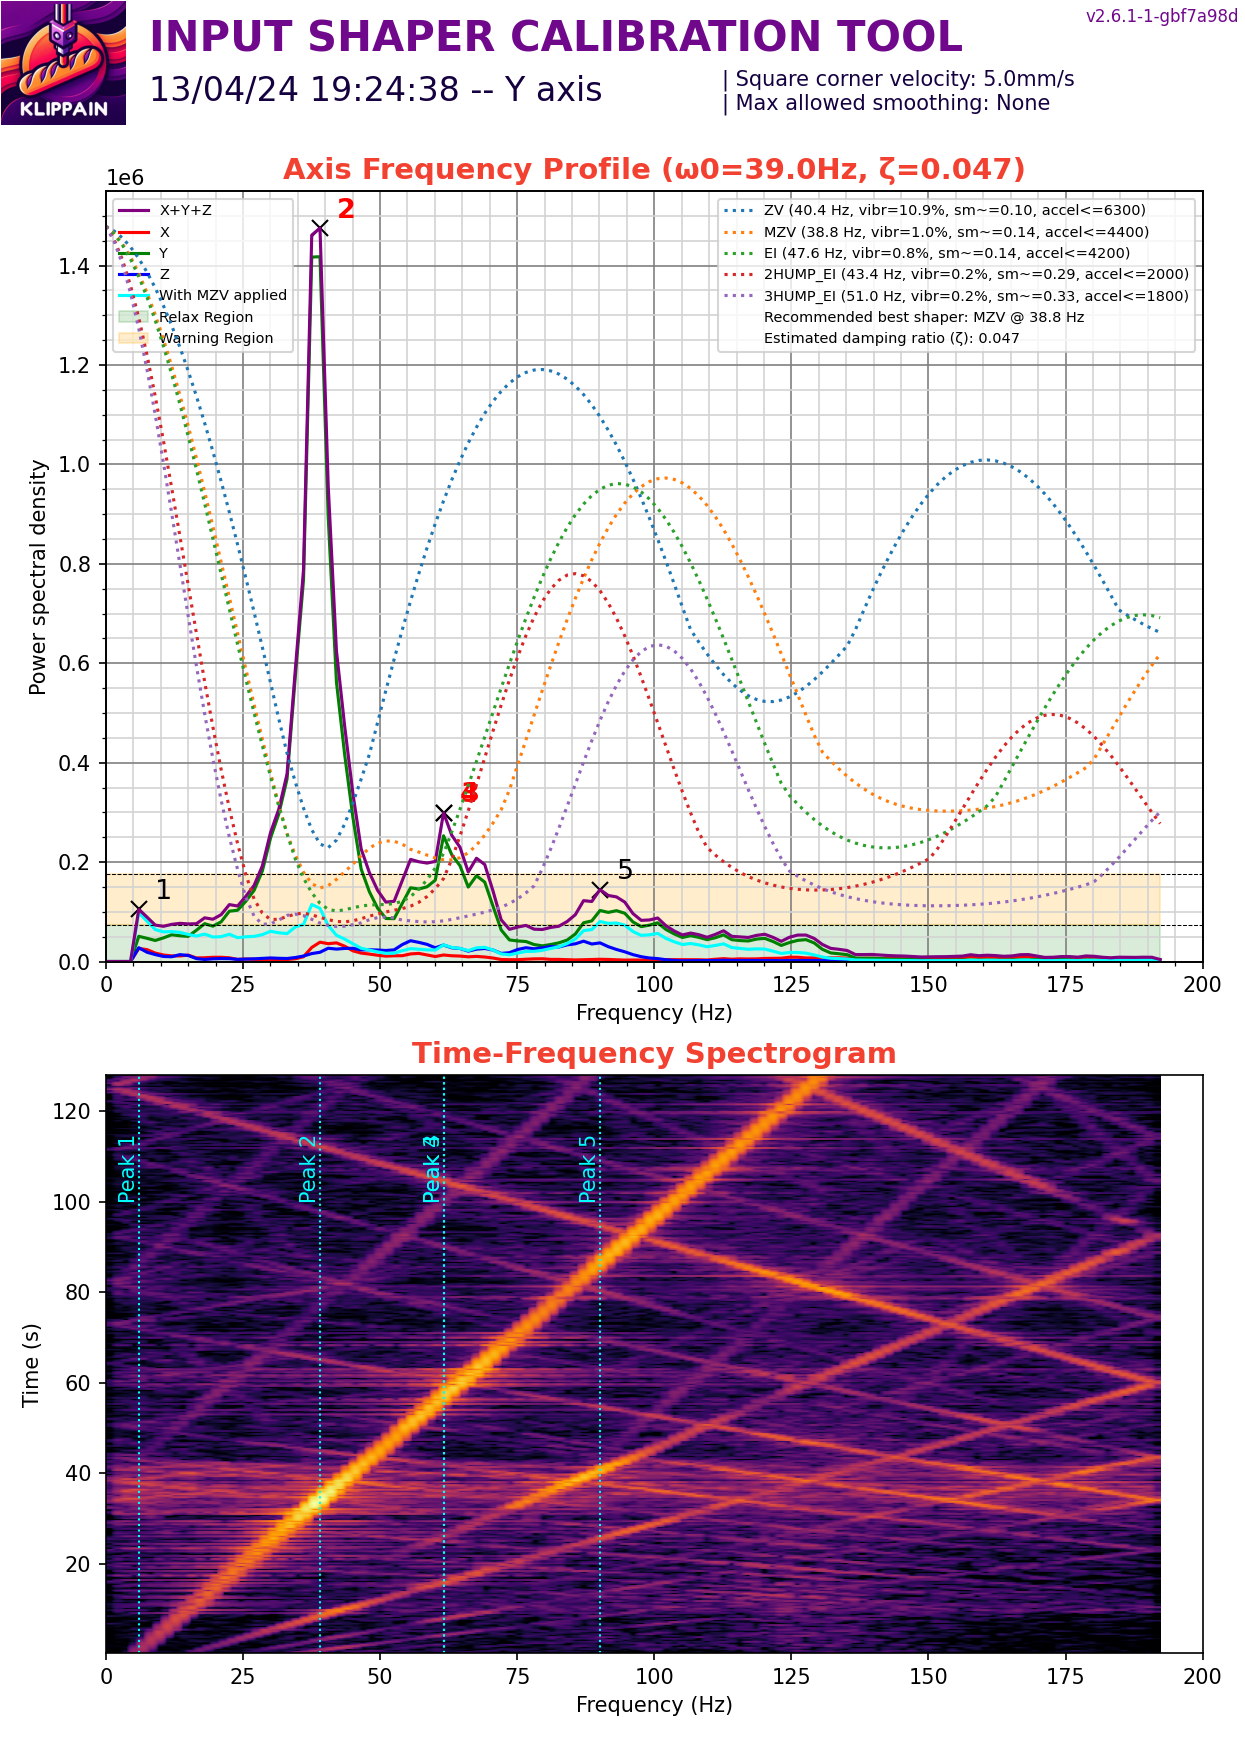 v2.6.1-1-gbf7a98d
INPUT SHAPER CALIBRATION TOOL
13/04/24 19:24:38 -- Y axis
| Square corner velocity: 5.0mm/s
| Max allowed smoothing: None
KLIPPAIN
Axis Frequency Profile (ω0=39.0Hz, ζ=0.047)
1e6
X+Y+Z
X
Y
Z
With MZV applied
Relax Region
Warning Region
ZV (40.4 Hz, vibr=10.9%, sm~=0.10, accel<=6300)
MZV (38.8 Hz, vibr=1.0%, sm~=0.14, accel<=4400)
EI (47.6 Hz, vibr=0.8%, sm~=0.14, accel<=4200)
2HUMP_EI (43.4 Hz, vibr=0.2%, sm~=0.29, accel<=2000)
3HUMP_EI (51.0 Hz, vibr=0.2%, sm~=0.33, accel<=1800)
Recommended best shaper: MZV @ 38.8 Hz
Estimated damping ratio (ζ): 0.047
2
1
5
Power spectral density
1.4
1.2
1.0
0.8
0.6
0.4
0.2
0.0
0 25 50 75 100 125 150 175 200
Frequency (Hz)
Time-Frequency Spectrogram
Peak 1
Peak 2
Peak
Peak 5
Time (s)
120
100
80
60
40
20
0 25 50 75 100 125 150 175 200
Frequency (Hz)